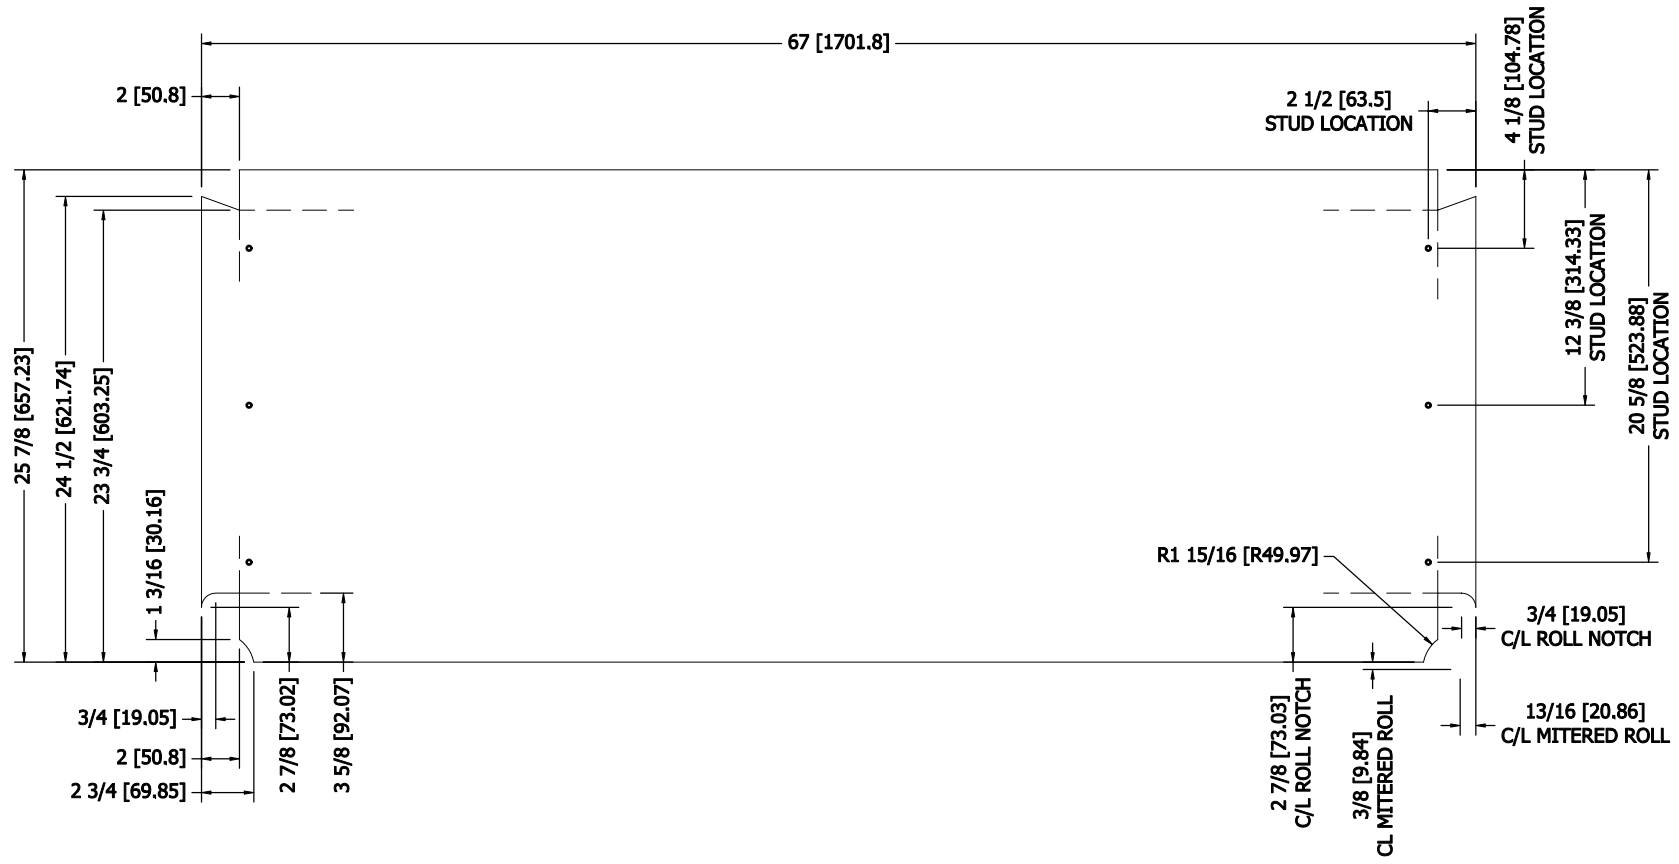 67 [1701.8]
2 [50.8]
2 1/2 [63.5]
STUD LOCATION
4 1/8 [104.78]
STUD LOCATION
12 3/8 [314.33]
STUD LOCATION
20 5/8 [523.88]
STUD LOCATION
25 7/8 [657.23]
24 1/2 [621.74]
23 3/4 [603.25]
1 3/16 [30.16]
R1 15/16 [R49.97]
3/4 [19.05]
C/L ROLL NOTCH
3/4 [19.05]
2 [50.8]
2 3/4 [69.85]
2 7/8 [73.02]
3 5/8 [92.07]
2 7/8 [73.03]
C/L ROLL NOTCH
3/8 [9.84]
CL MITERED ROLL
13/16 [20.86]
C/L MITERED ROLL